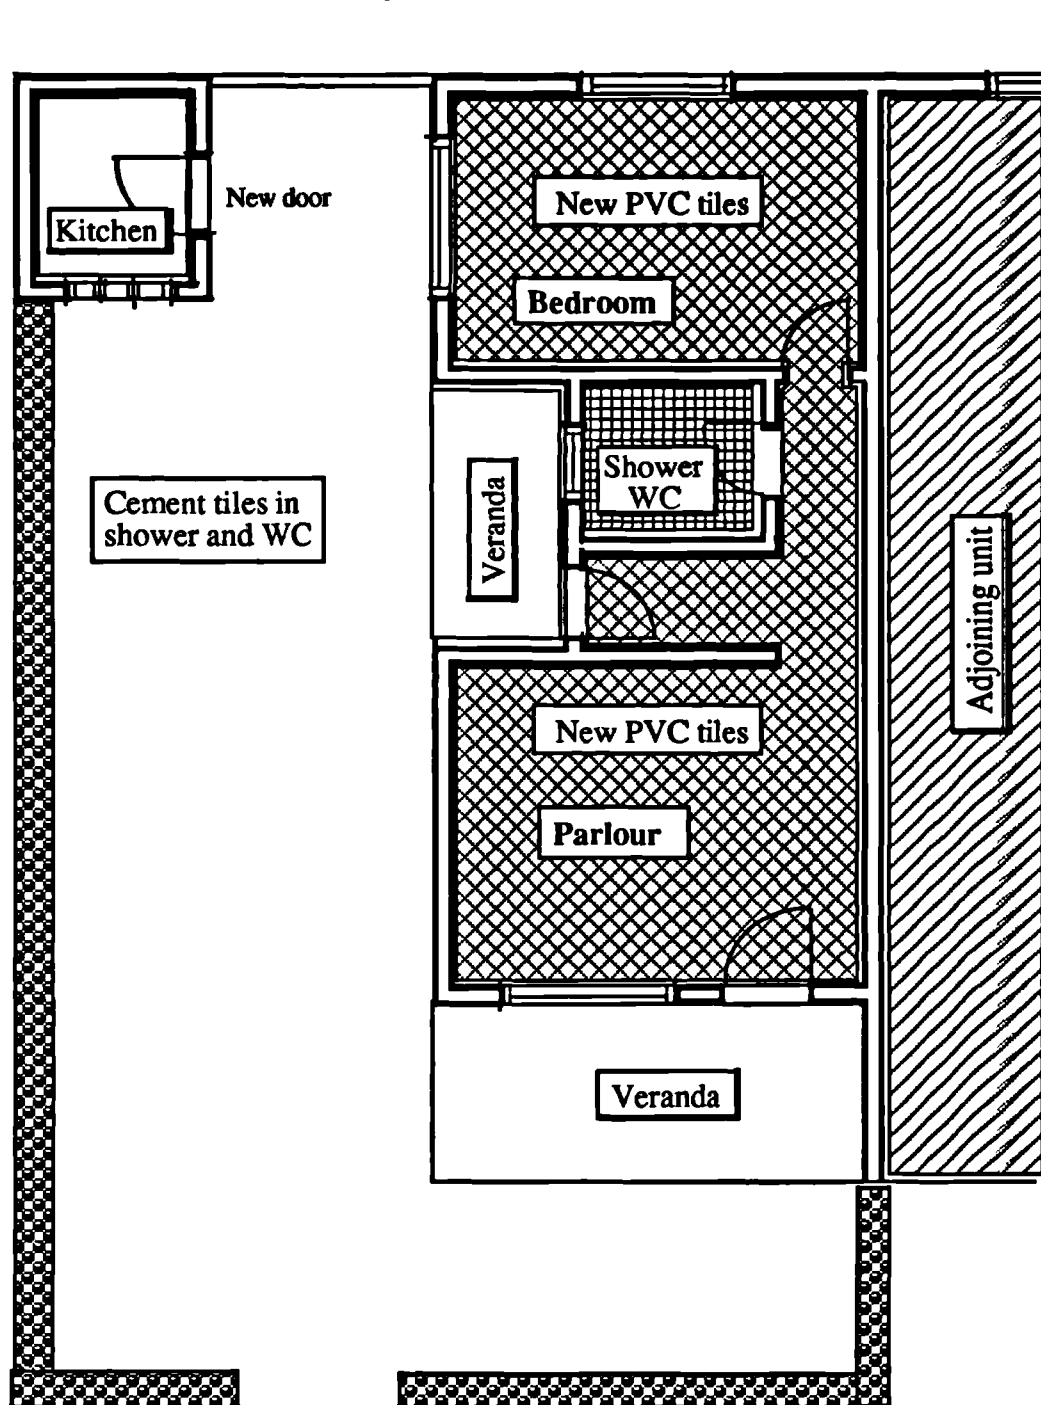 New door
Kitchen
New PVC tiles
Bedroom
Shower
WC
Veranda
Cement tiles in
shower and WC
Adjoining unit
New PVC tiles
Parlour
Veranda